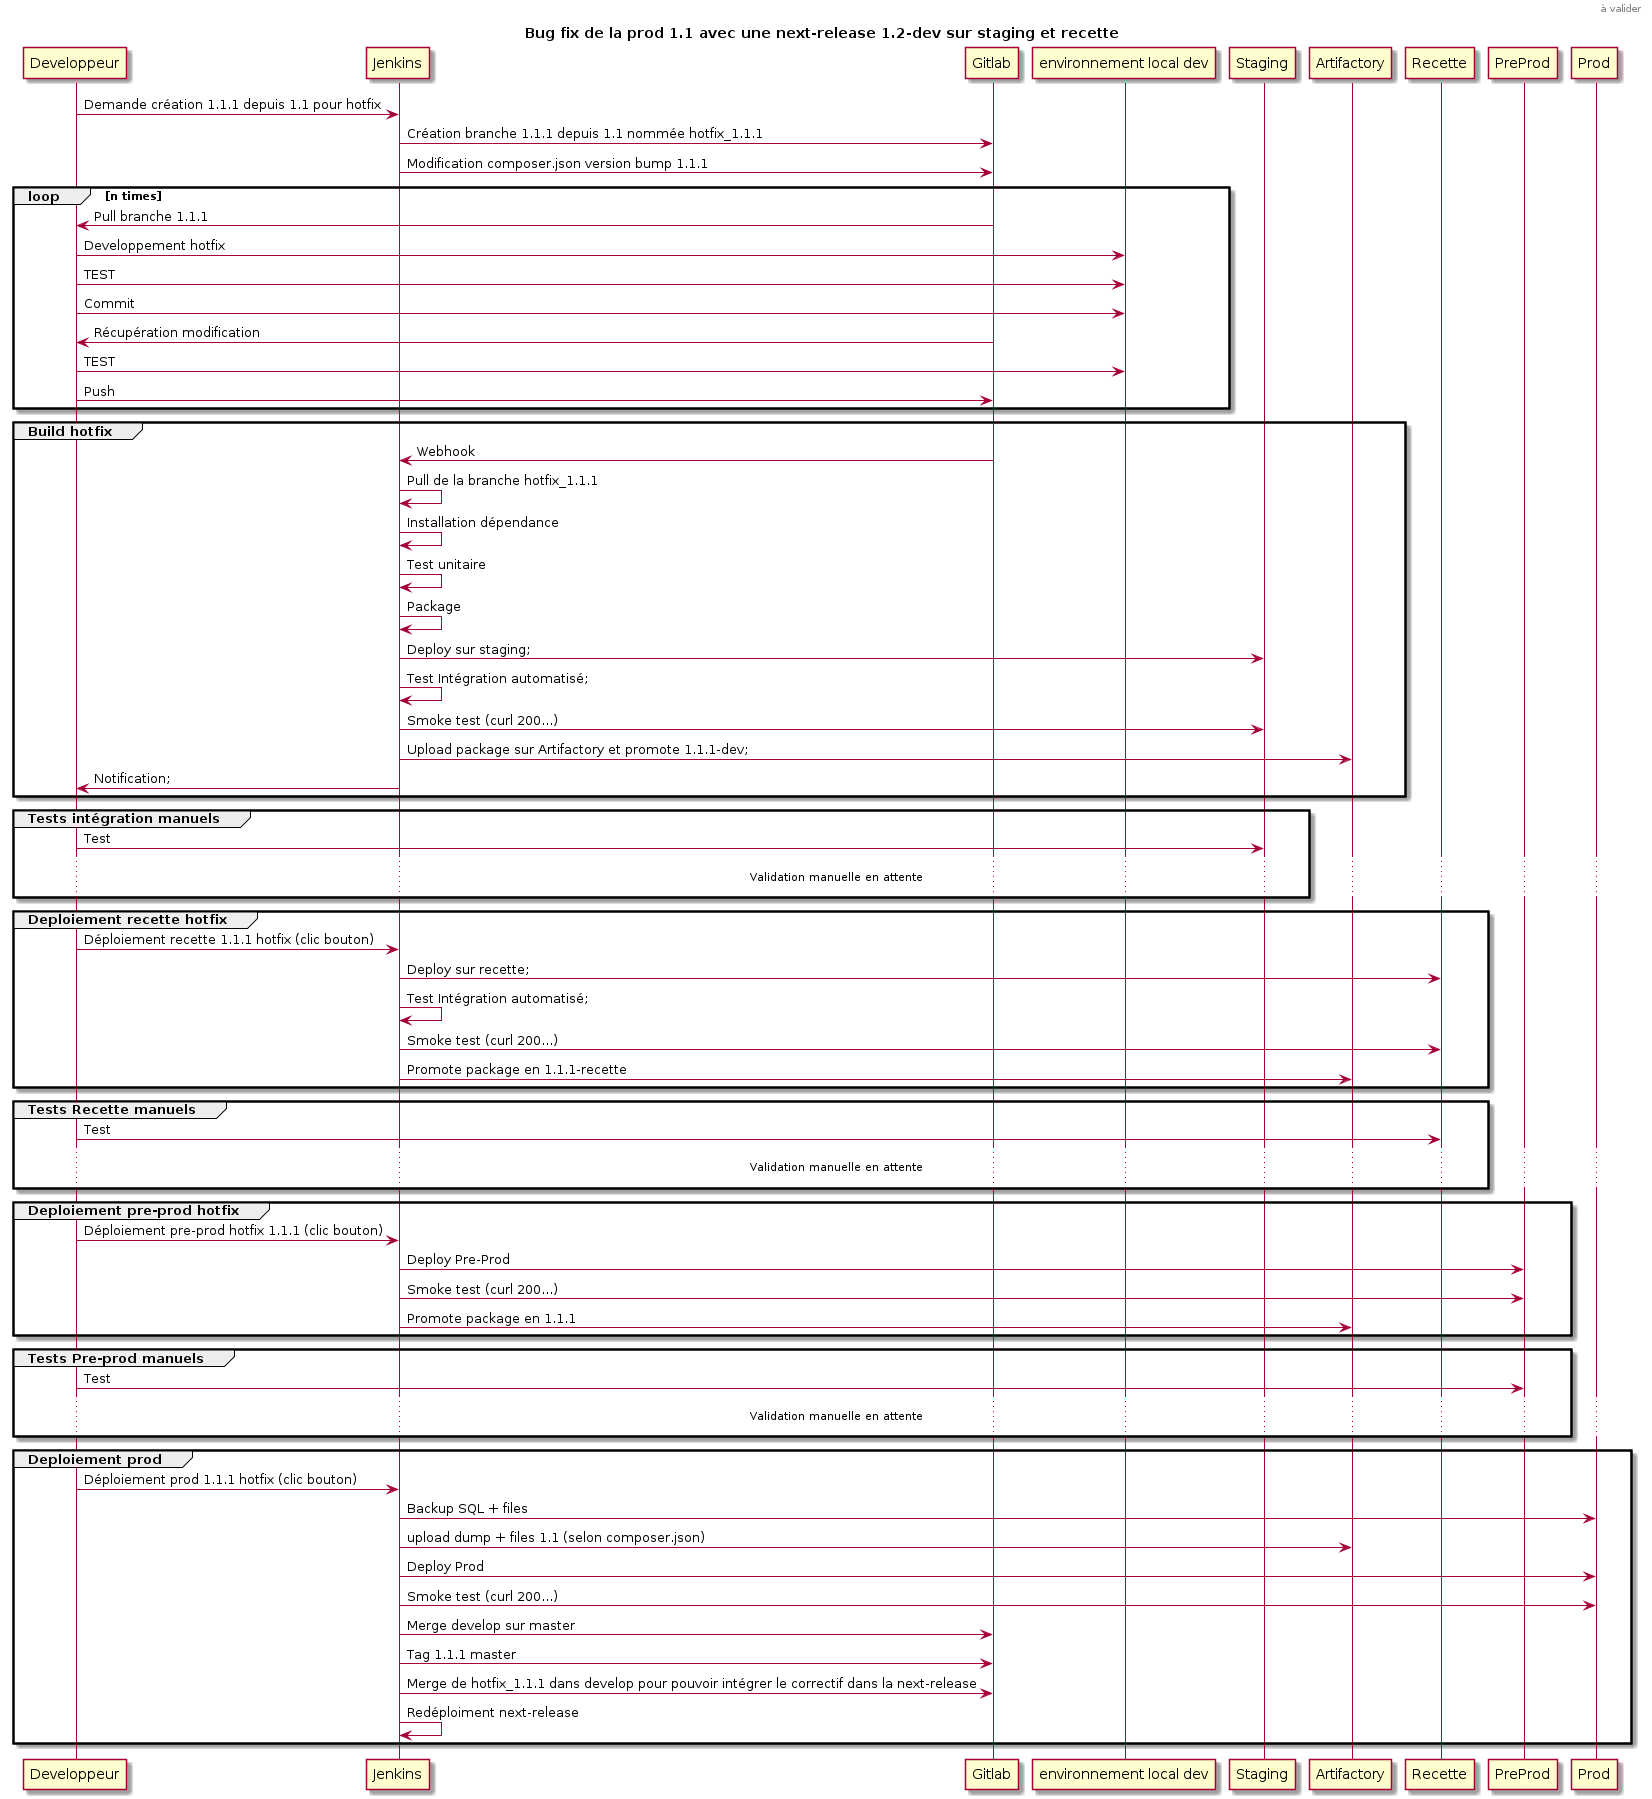 à valider
Bug fix de la prod 1.1 avec une next-release 1.2-dev sur staging et recette
Developpeur Jenkins Gitlab environnement local dev Staging Artifactory Recette PreProd Prod
Demande création 1.1.1 depuis 1.1 pour hotfix
Création branche 1.1.1 depuis 1.1 nommée hotfix_1.1.1
Modification composer.json version bump 1.1.1
loop [n times]
Pull branche 1.1.1
Developpement hotfix
TEST
Commit
Récupération modification
TEST
Push
Build hotfix
Webhook
Pull de la branche hotfix_1.1.1
Installation dépendance
Test unitaire
Package
Deploy sur staging;
Test Intégration automatisé;
Smoke test (curl 200...)
Upload package sur Artifactory et promote 1.1.1-dev;
Notification;
Tests intégration manuels
Test
Validation manuelle en attente
Deploiement recette hotfix
Déploiement recette 1.1.1 hotfix (clic bouton)
Deploy sur recette;
Test Intégration automatisé;
Smoke test (curl 200...)
Promote package en 1.1.1-recette
Tests Recette manuels
Test
Validation manuelle en attente
Deploiement pre-prod hotfix
Déploiement pre-prod hotfix 1.1.1 (clic bouton)
Deploy Pre-Prod
Smoke test (curl 200...)
Promote package en 1.1.1
Tests Pre-prod manuels
Test
Validation manuelle en attente
Deploiement prod
Déploiement prod 1.1.1 hotfix (clic bouton)
Backup SQL + files
upload dump + files 1.1 (selon composer.json)
Deploy Prod
Smoke test (curl 200...)
Merge develop sur master
Tag 1.1.1 master
Merge de hotfix_1.1.1 dans develop pour pouvoir intégrer le correctif dans la next-release
Redéploiment next-release
Developpeur Jenkins Gitlab environnement local dev Staging Artifactory Recette PreProd Prod